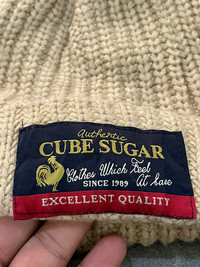 Authentic
CUBE SUGAR
Clothes Which Feel
SINCE 1989 At Ease
EXCELLENT QUALITY